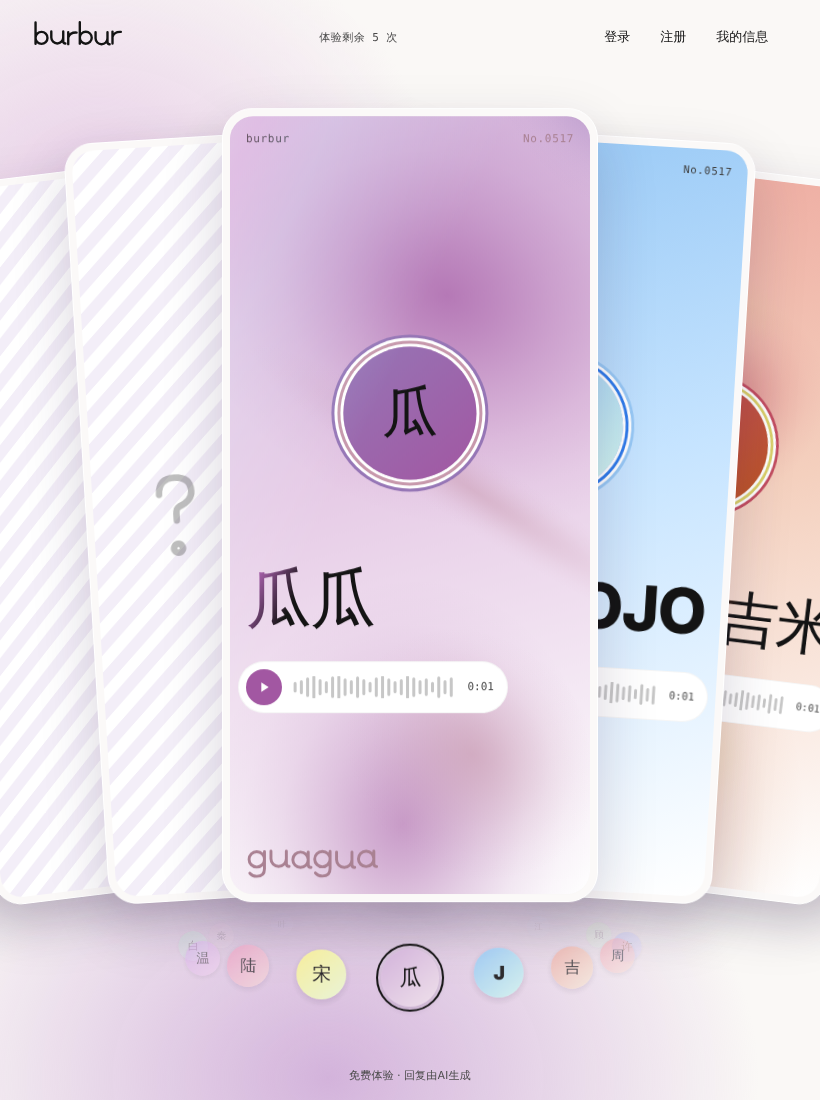 burbur
体验剩余 5 次
登录 注册 我的信息
burbur
No.0517
No.0517
?
瓜
瓜瓜
OJO
吉米
0:01
0:01
0:01
guagua
白
温
陆
宋
瓜
J
吉
顾
周
许
免费体验 · 回复由AI生成